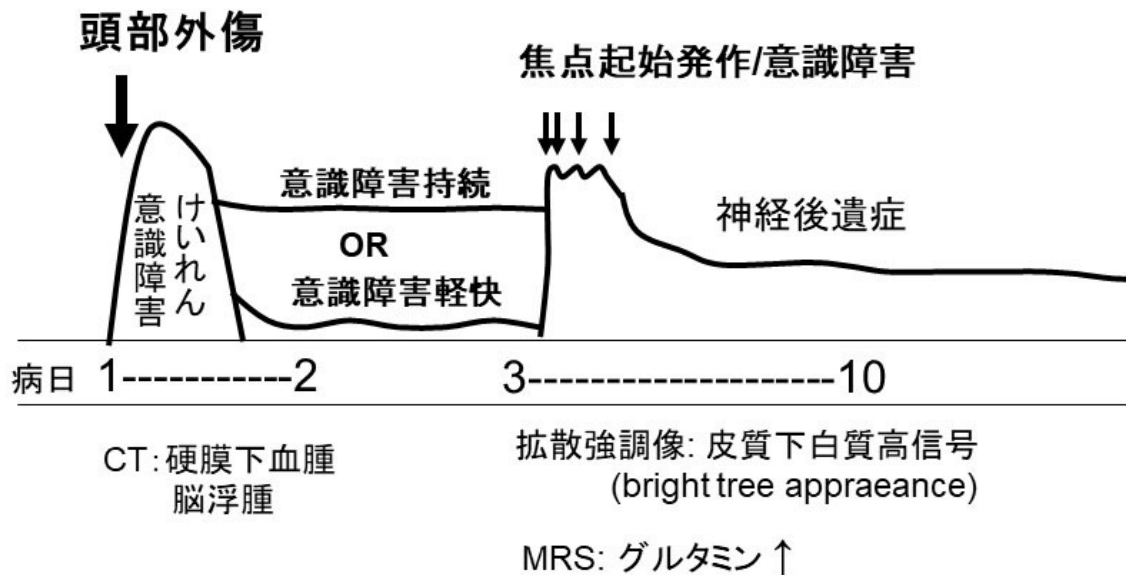 頭部外傷
焦点起始発作/意識障害
けいれん
意識障害
意識障害持続
OR
意識障害軽快
神経後遺症
病日 1-----------2 3----------------10
CT:硬膜下血腫
脳浮腫
拡散強調像: 皮質下白質高信号
(bright tree appraeance)
MRS: グルタミン ↑